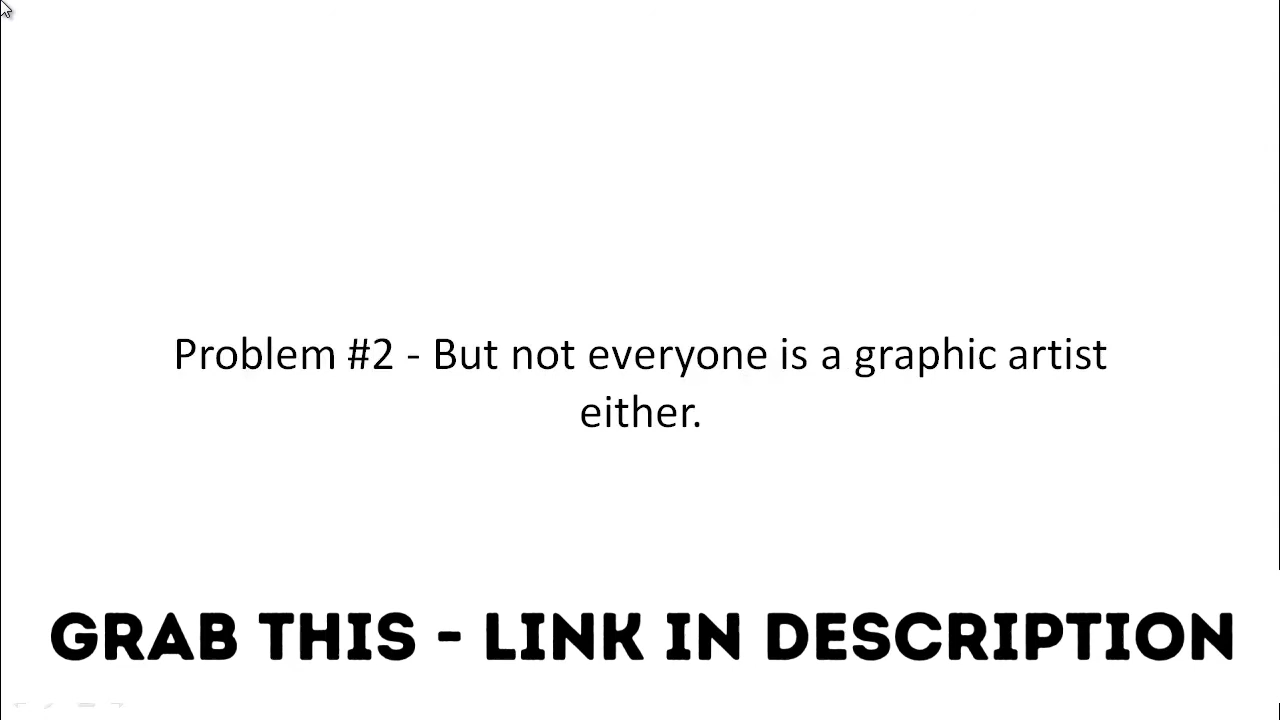 Problem #2 - But not everyone is a graphic artist
either.
GRAB THIS - LINK IN DESCRIPTION